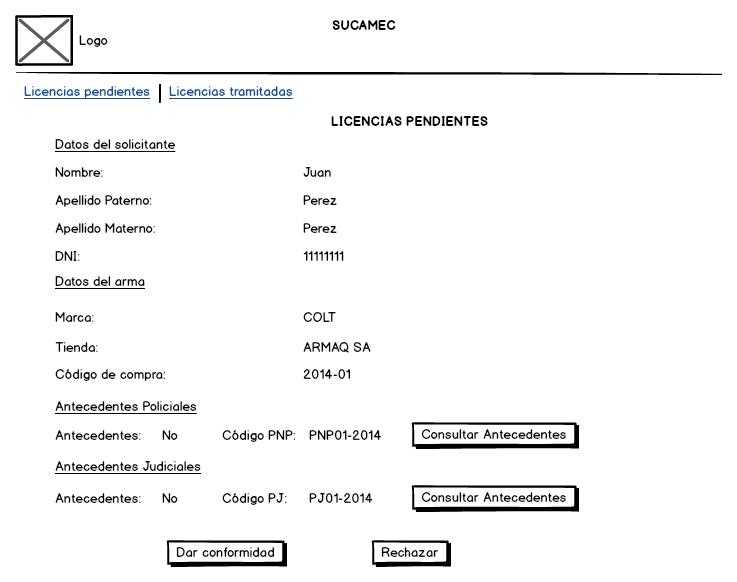 SUCAMEC
Logo
Licencias pendientes | Licencias tramitadas
LICENCIAS PENDIENTES
Datos del solicitante
Nombre: Juan
Apellido Paterno: Perez
Apellido Materno: Perez
DNI: 11111111
Datos del arma
Marca: COLT
Tienda: ARMAQ SA
Código de compra: 2014-01
Antecedentes Policiales
Antecedentes: No Código PNP: PNP01-2014 Consultar Antecedentes
Antecedentes Judiciales
Antecedentes: No Código PJ: PJ01-2014 Consultar Antecedentes
Dar conformidad Rechazar